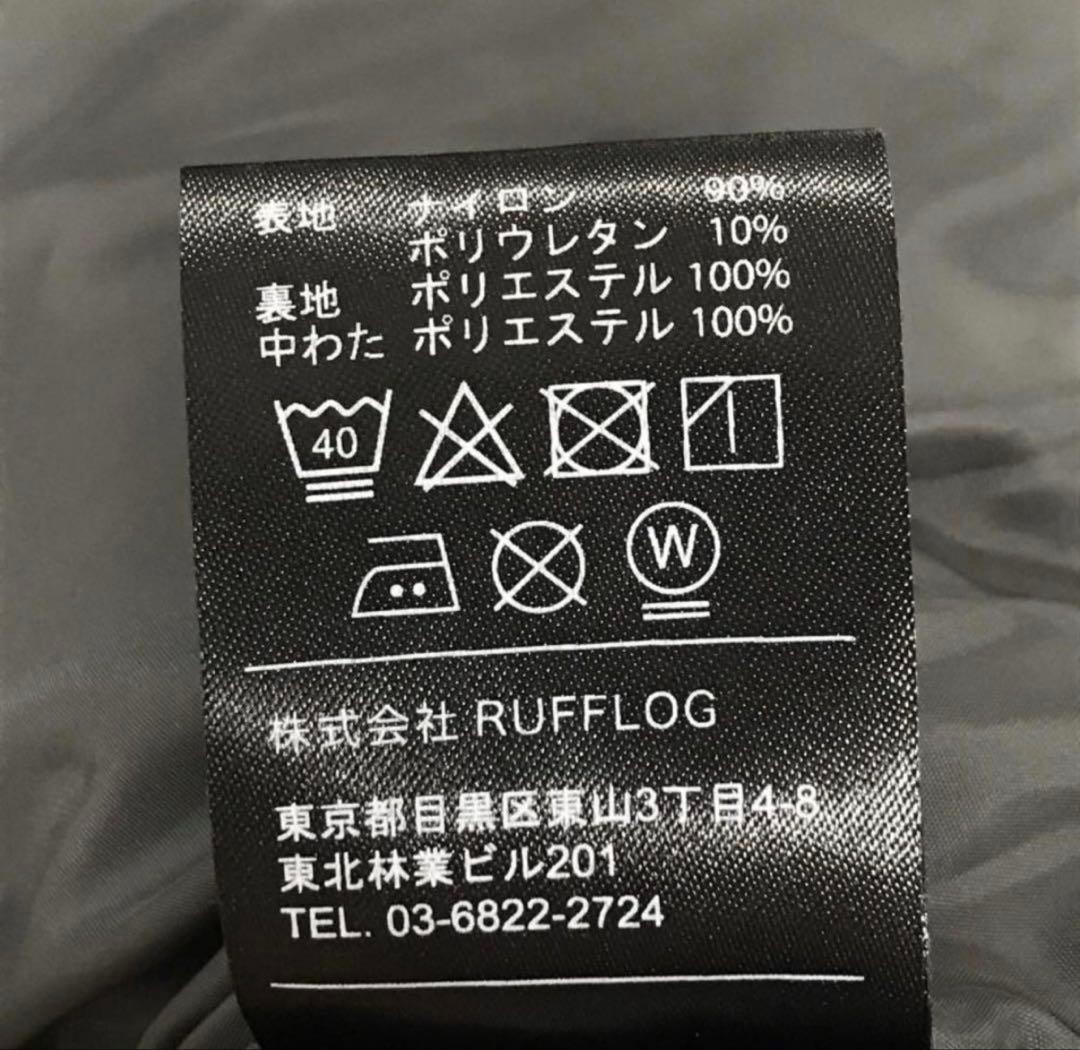 表地 ナイロン 90%
ポリウレタン 10%
裏地 ポリエステル 100%
中わた ポリエステル 100%
40
W
株式会社 RUFFLOG
東京都目黒区東山3丁目4-8
東北林業ビル201
TEL. 03-6822-2724